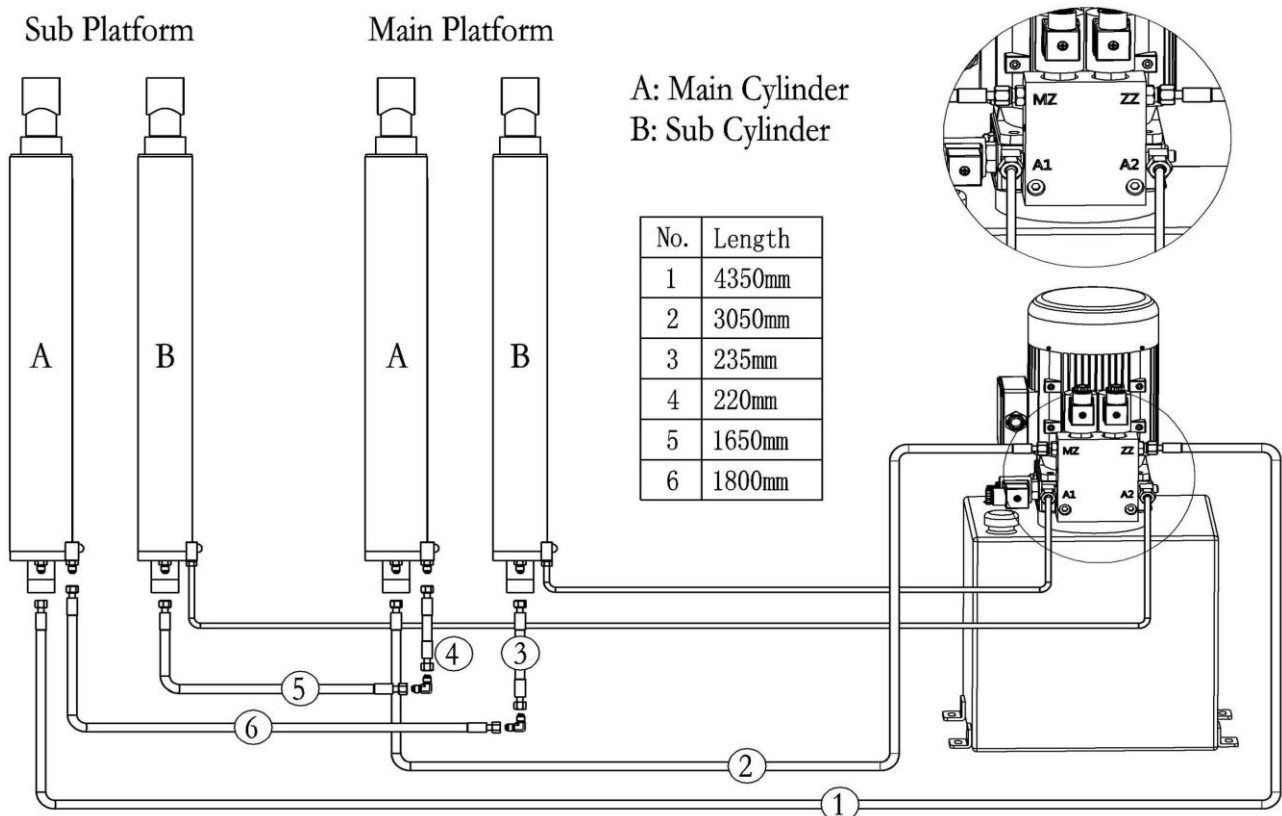 Sub Platform
Main Platform
A: Main Cylinder
B: Sub Cylinder
MZ ZZ
A1 A2
No. Length
1 4350mm
2 3050mm
3 235mm
4 220mm
5 1650mm
6 1800mm
A B A B
MZ ZZ
A1 A2
4
3
5
6
2
1